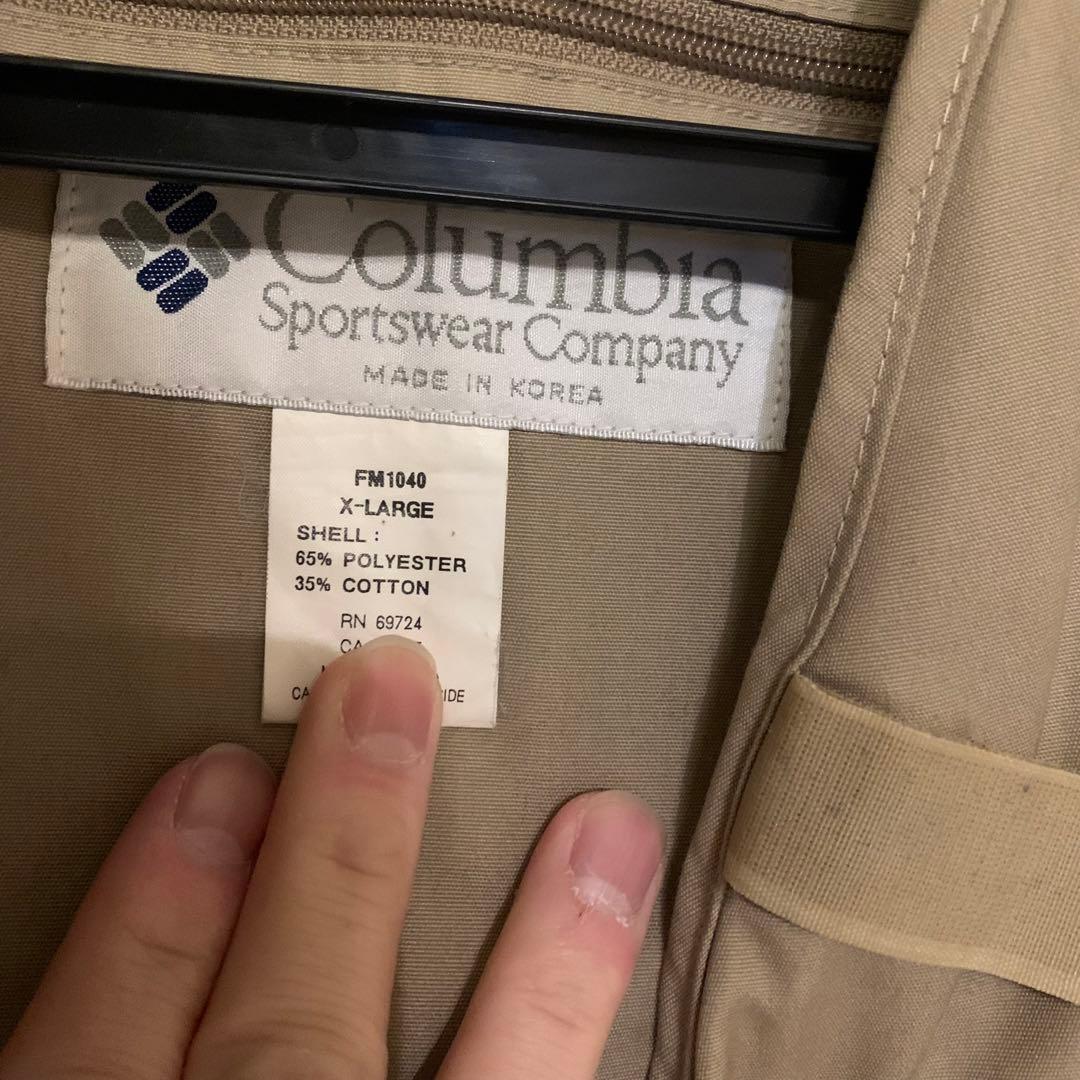 Columbia
Sportswear Company
MADE IN KOREA
FM1040
X-LARGE
SHELL :
65% POLYESTER
35% COTTON
RN 69724